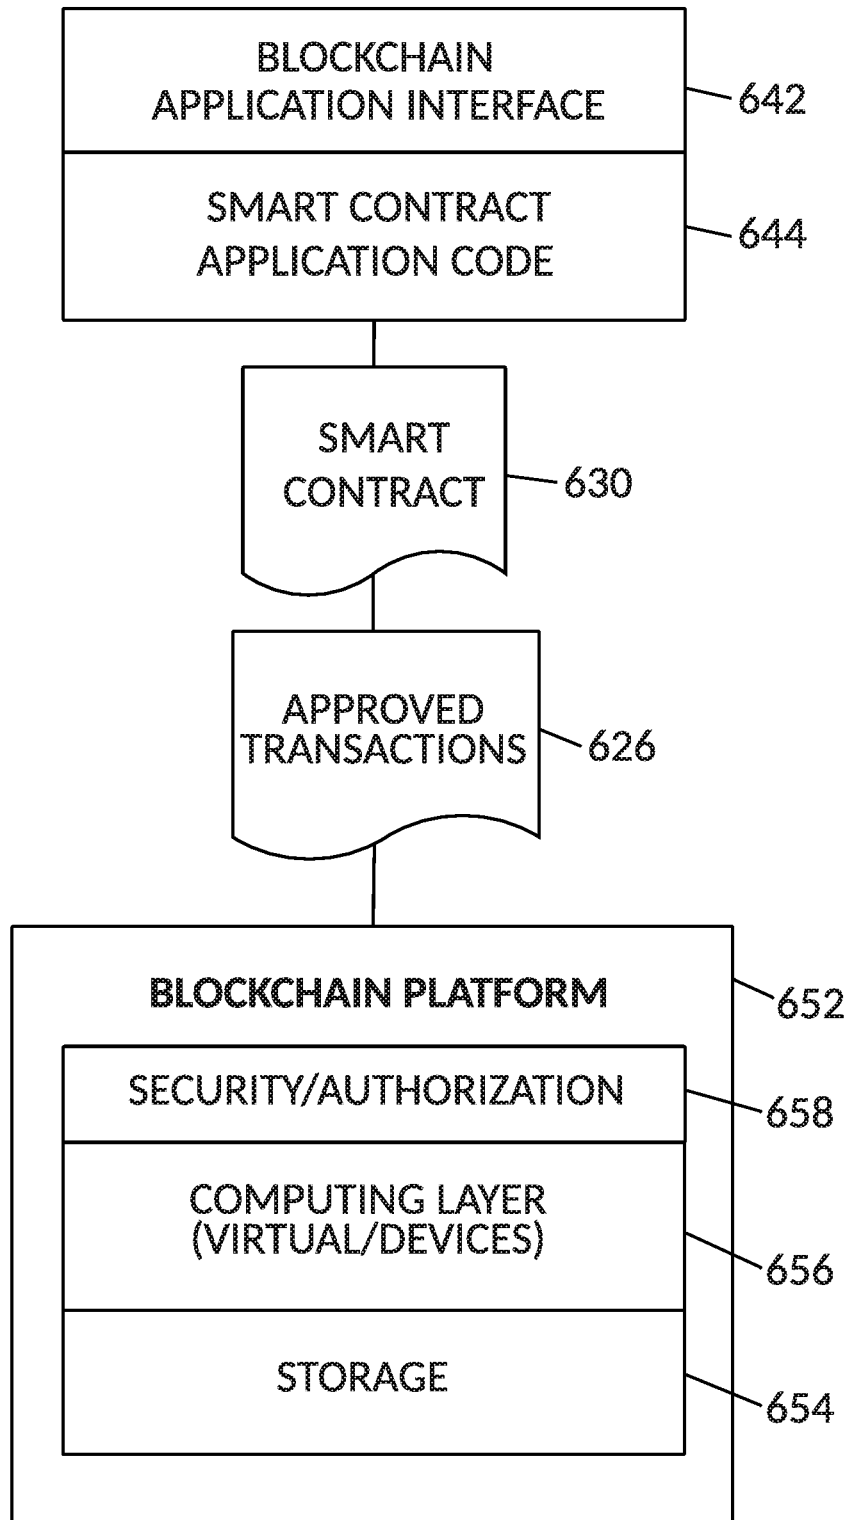 BLOCKCHAIN
APPLICATION INTERFACE
642
SMART CONTRACT
APPLICATION CODE
644
SMART
CONTRACT
630
APPROVED
TRANSACTIONS
626
BLOCKCHAIN PLATFORM
652
SECURITY/AUTHORIZATION
658
COMPUTING LAYER
(VIRTUAL/DEVICES)
656
STORAGE
654